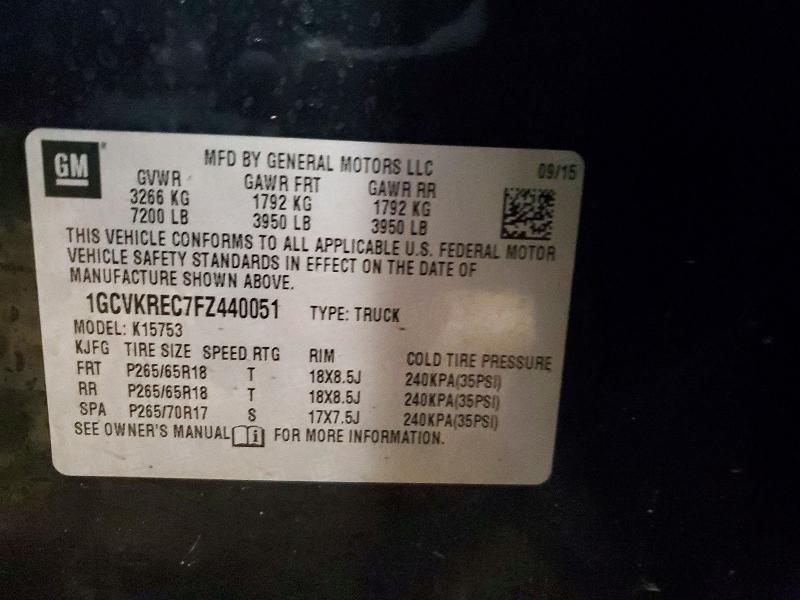 GM MFD BY GENERAL MOTORS LLC 09/15
GVWR GAWR FRT GAWR RR
3266 KG 1792 KG 1792 KG
7200 LB 3950 LB 3950 LB
THIS VEHICLE CONFORMS TO ALL APPLICABLE U.S. FEDERAL MOTOR
VEHICLE SAFETY STANDARDS IN EFFECT ON THE DATE OF
MANUFACTURE SHOWN ABOVE.
1GCVKREC7FZ440051 TYPE: TRUCK
MODEL: K15753
KJFG TIRE SIZE SPEED RTG RIM COLD TIRE PRESSURE
FRT P265/65R18 T 18X8.5J 240KPA(35PSI)
RR P265/65R18 T 18X8.5J 240KPA(35PSI)
SPA P265/70R17 S 17X7.5J 240KPA(35PSI)
SEE OWNER'S MANUAL i FOR MORE INFORMATION.